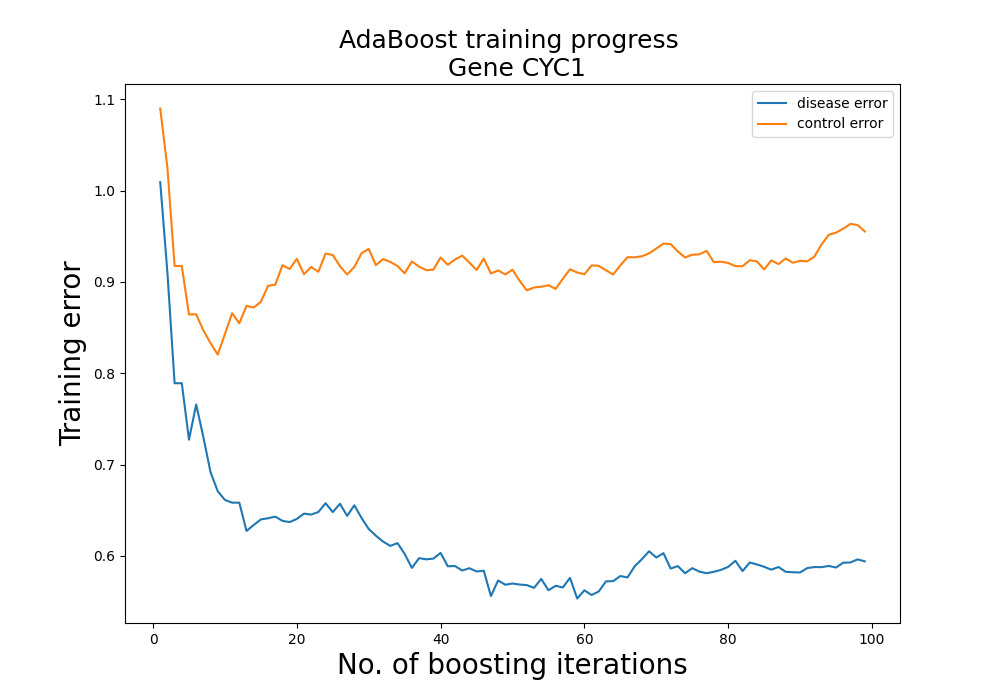 AdaBoost training progress
Gene CYC1
disease error
control error
Training error
1.1
1.0
0.9
0.8
0.7
0.6
0
20
40
60
80
100
No. of boosting iterations